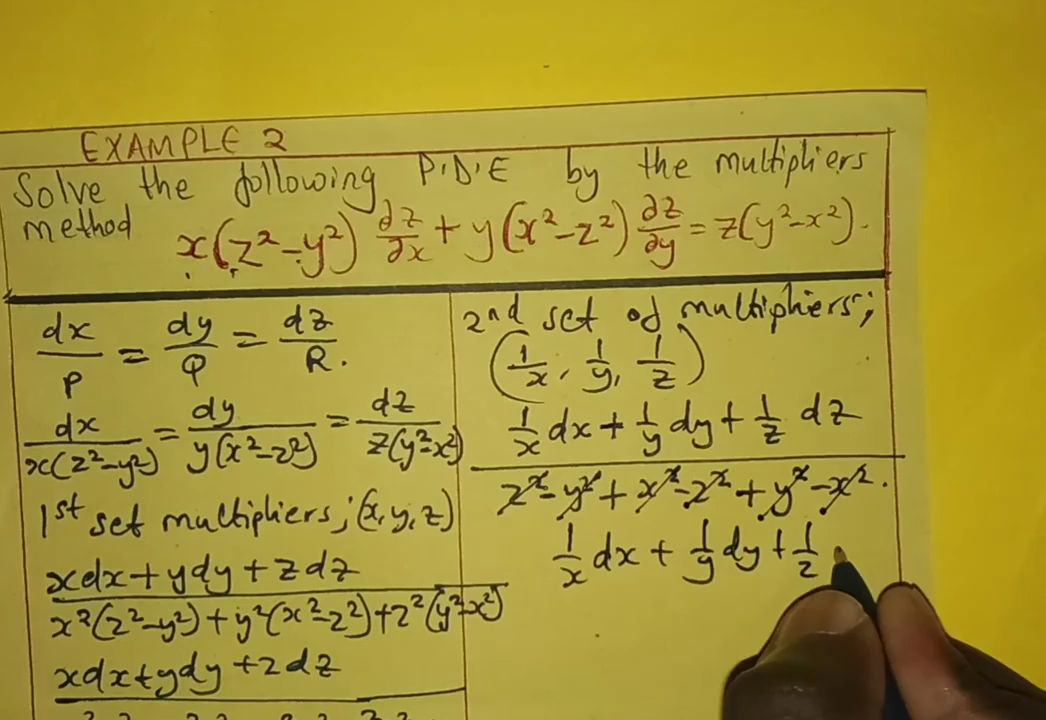 EXAMPLE 2
Solve the following P.D.E by the multipliers
method x(z²-y²) ∂z/∂x + y(x²-z²) ∂z/∂y = z(y²-x²).
dx/P = dy/Q = dz/R.
dx/x(z²-y²) = dy/y(x²-z²) = dz/z(y²-x²)
1st set multipliers; (x, y, z)
xdx+ydy+zdz
x²(z²-y²)+y²(x²-z²)+z²(y²-x²)
xdx+ydy+zdz
2nd set of multipliers;
(1/x, 1/y, 1/z)
1/x dx + 1/y dy + 1/z dz
z²-y²+x²-z²+y²-x².
1/x dx + 1/y dy + 1/z